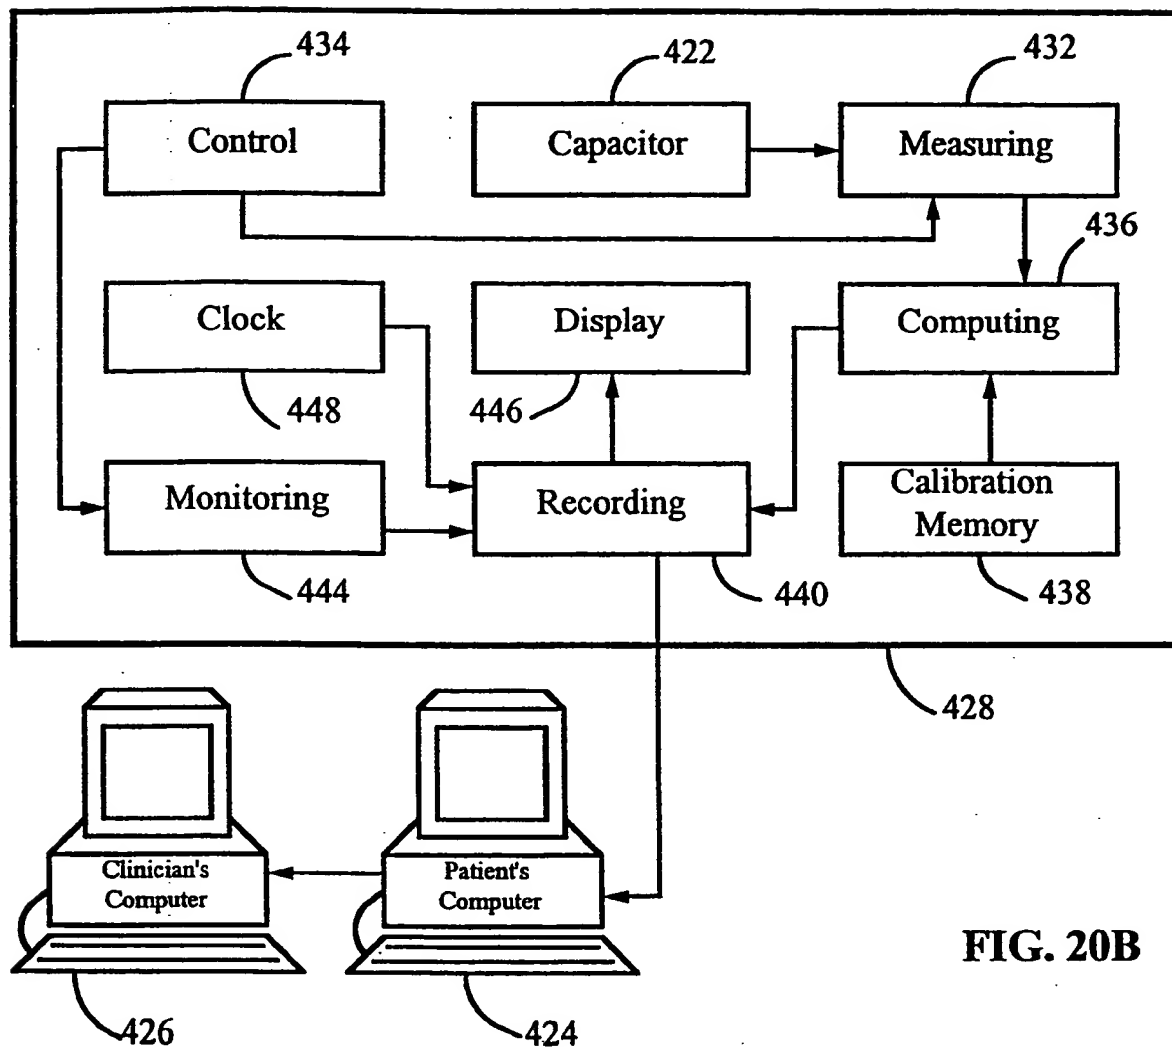 434
422
432
Control
Capacitor
Measuring
436
Clock
Display
Computing
448
446
Monitoring
Recording
Calibration
Memory
444
440
438
428
Clinician's
Computer
Patient's
Computer
FIG. 20B
426
424